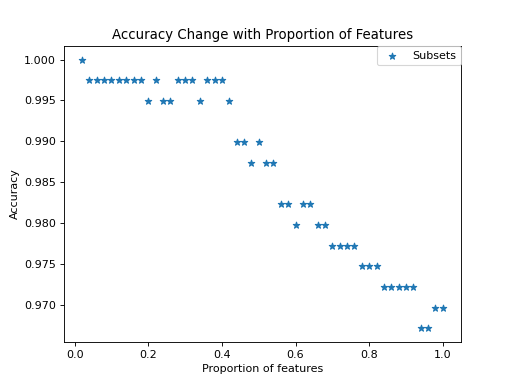 Accuracy Change with Proportion of Features
Subsets
1.000
0.995
0.990
0.985
0.980
0.975
0.970
Accuracy
0.0 0.2 0.4 0.6 0.8 1.0
Proportion of features